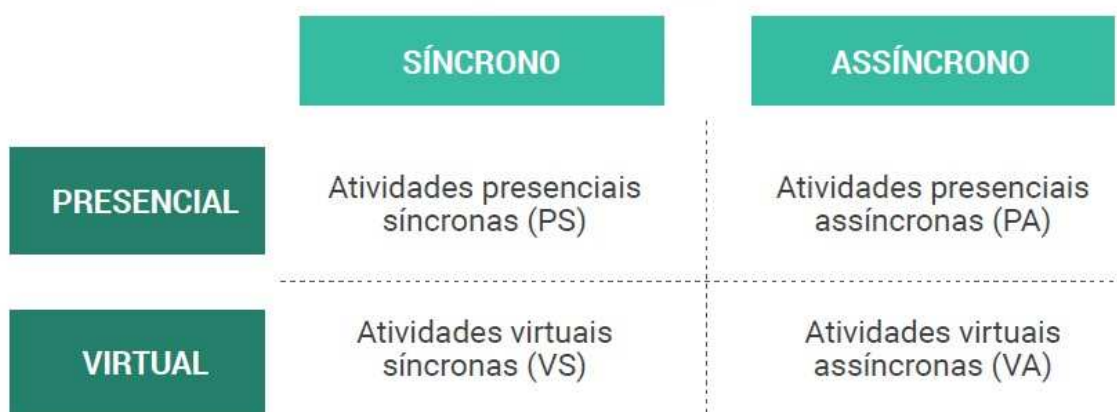 SÍNCRONO
ASSÍNCRONO
PRESENCIAL
Atividades presenciais
síncronas (PS)
Atividades presenciais
assíncronas (PA)
VIRTUAL
Atividades virtuais
síncronas (VS)
Atividades virtuais
assíncronas (VA)